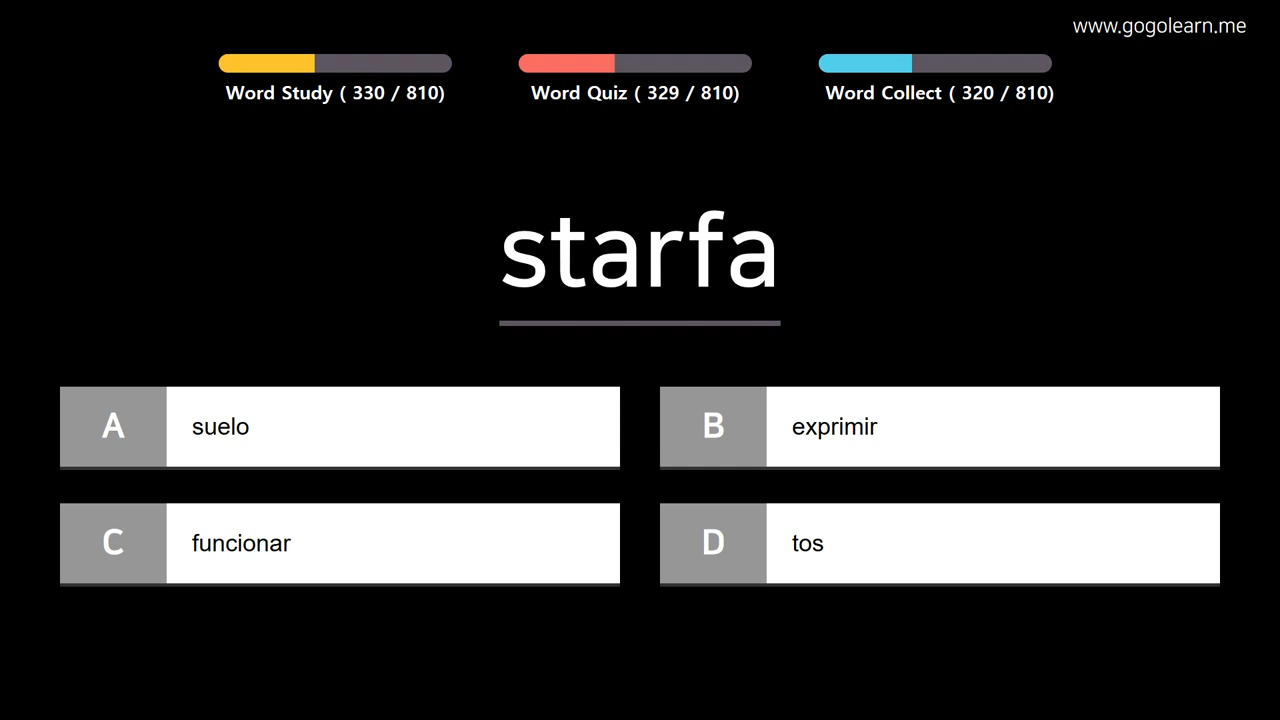 www.gogolearn.me
Word Study ( 330 / 810)
Word Quiz ( 329 / 810)
Word Collect ( 320 / 810)
starfa
A suelo
B exprimir
C funcionar
D tos